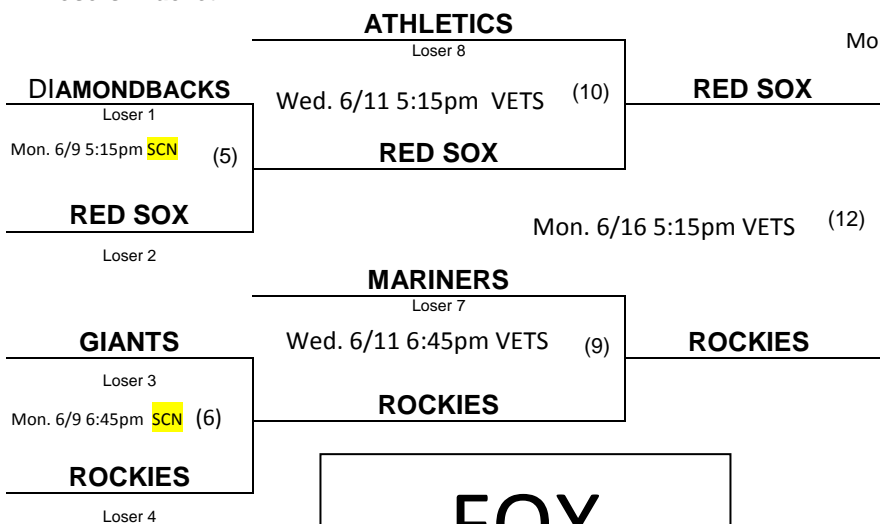 ATHLETICS
Loser 8
Mo
DIAMONDBACKS
Loser 1
Wed. 6/11 5:15pm VETS (10)
RED SOX
Mon. 6/9 5:15pm SCN (5)
RED SOX
RED SOX
Loser 2
Mon. 6/16 5:15pm VETS (12)
MARINERS
Loser 7
GIANTS
Loser 3
Wed. 6/11 6:45pm VETS (9)
ROCKIES
Mon. 6/9 6:45pm SCN (6)
ROCKIES
ROCKIES
Loser 4
FOX